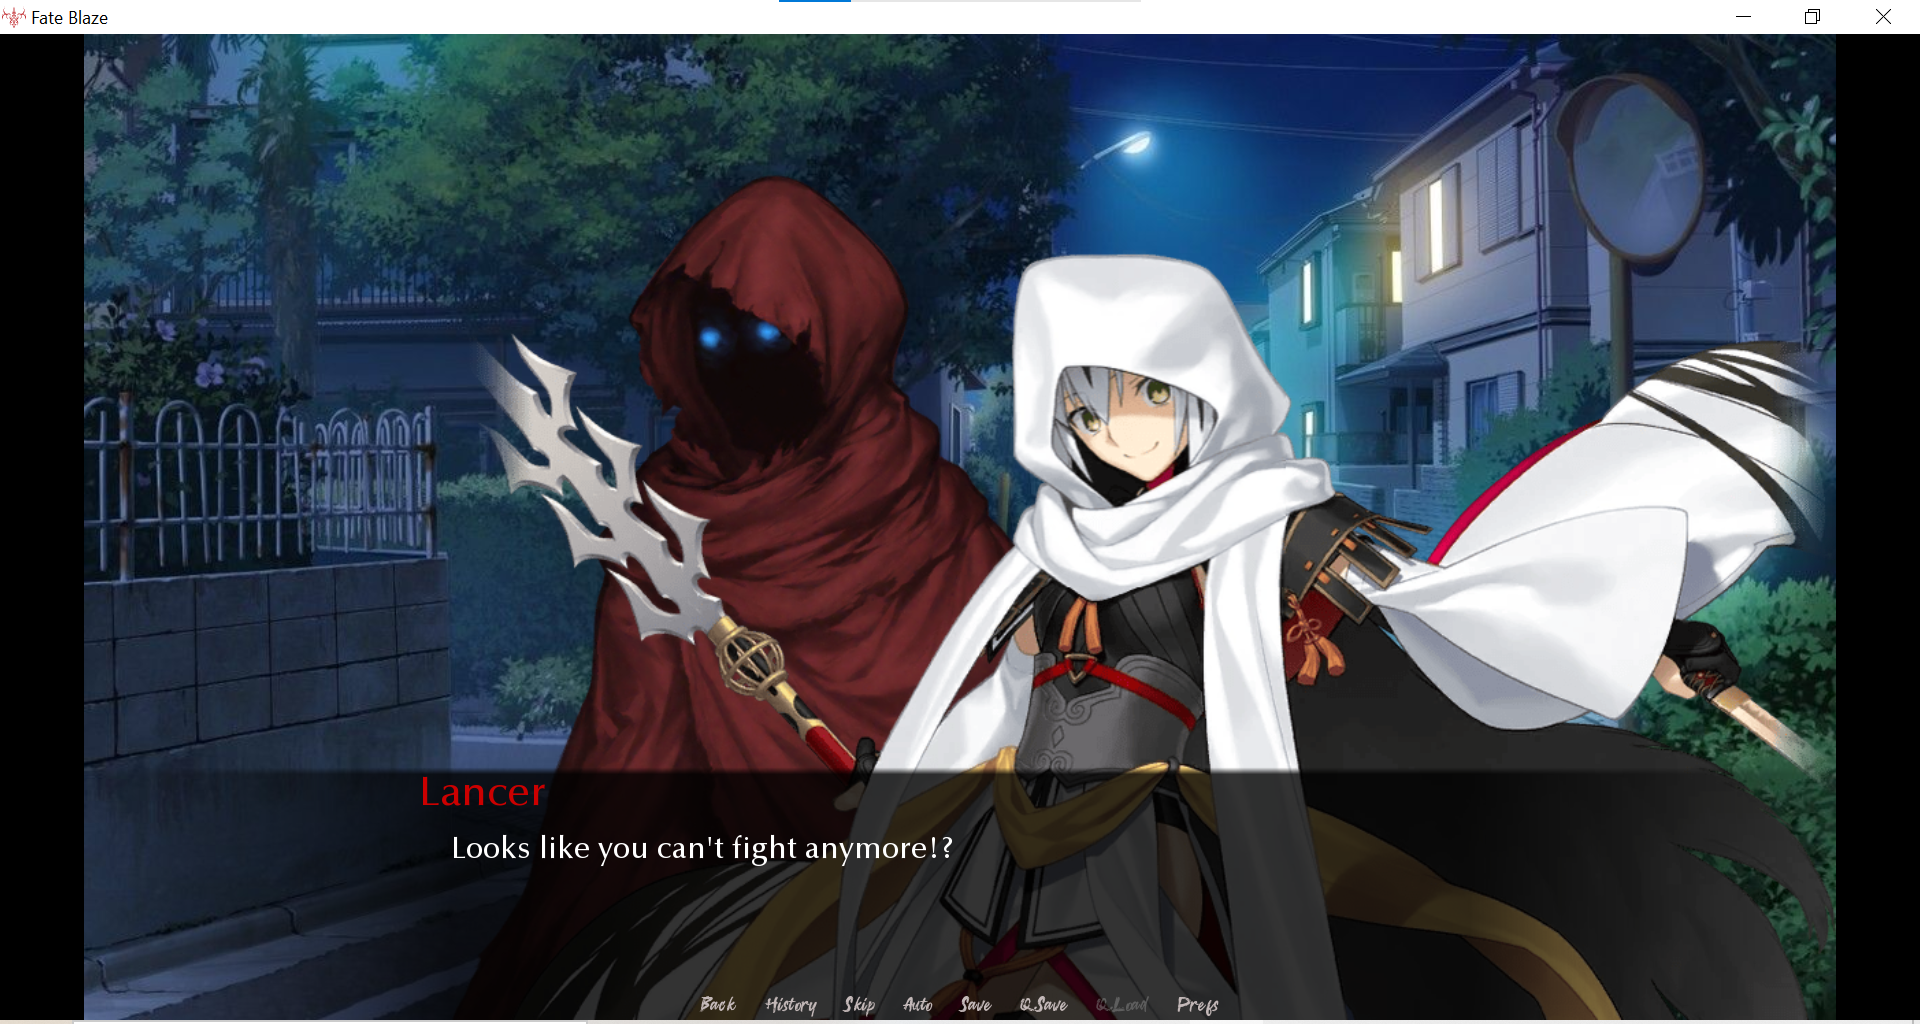 Fate Blaze
Lancer
Looks like you can't fight anymore!?
Back History Skip Auto Save Q.Save Q.Load Prefs